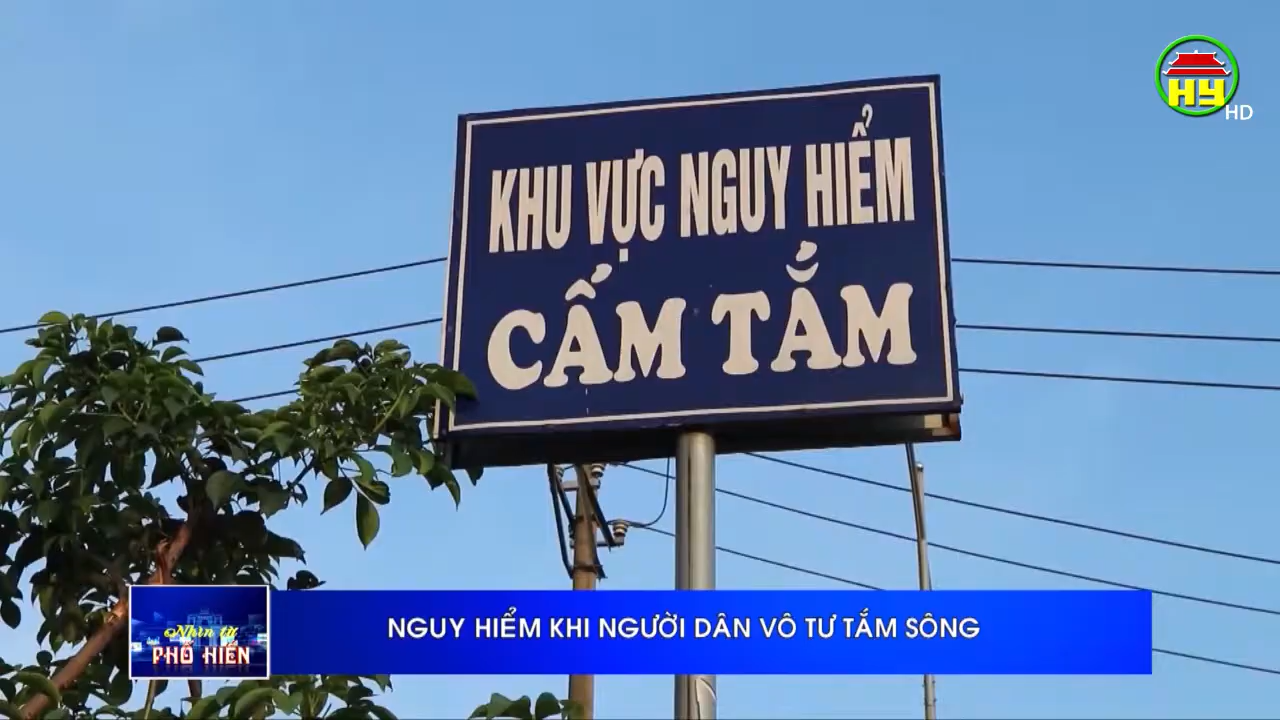 HY
HD
KHU VỰC NGUY HIỂM
CẤM TẮM
Nhìn từ
PHỐ HIẾN
NGUY HIỂM KHI NGƯỜI DÂN VÔ TƯ TẮM SÔNG